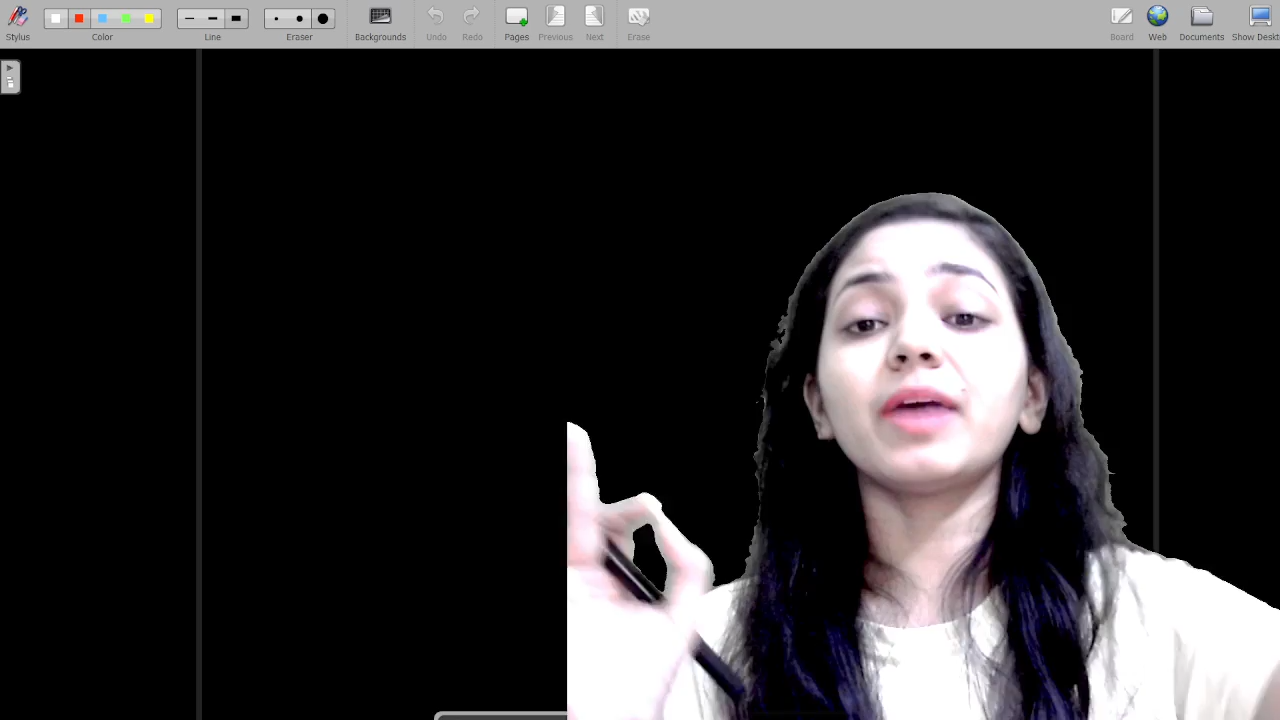 Stylus
Color
Line
Eraser
Backgrounds
Undo
Redo
Pages
Previous
Next
Erase
Board
Web
Documents
Show Deskt